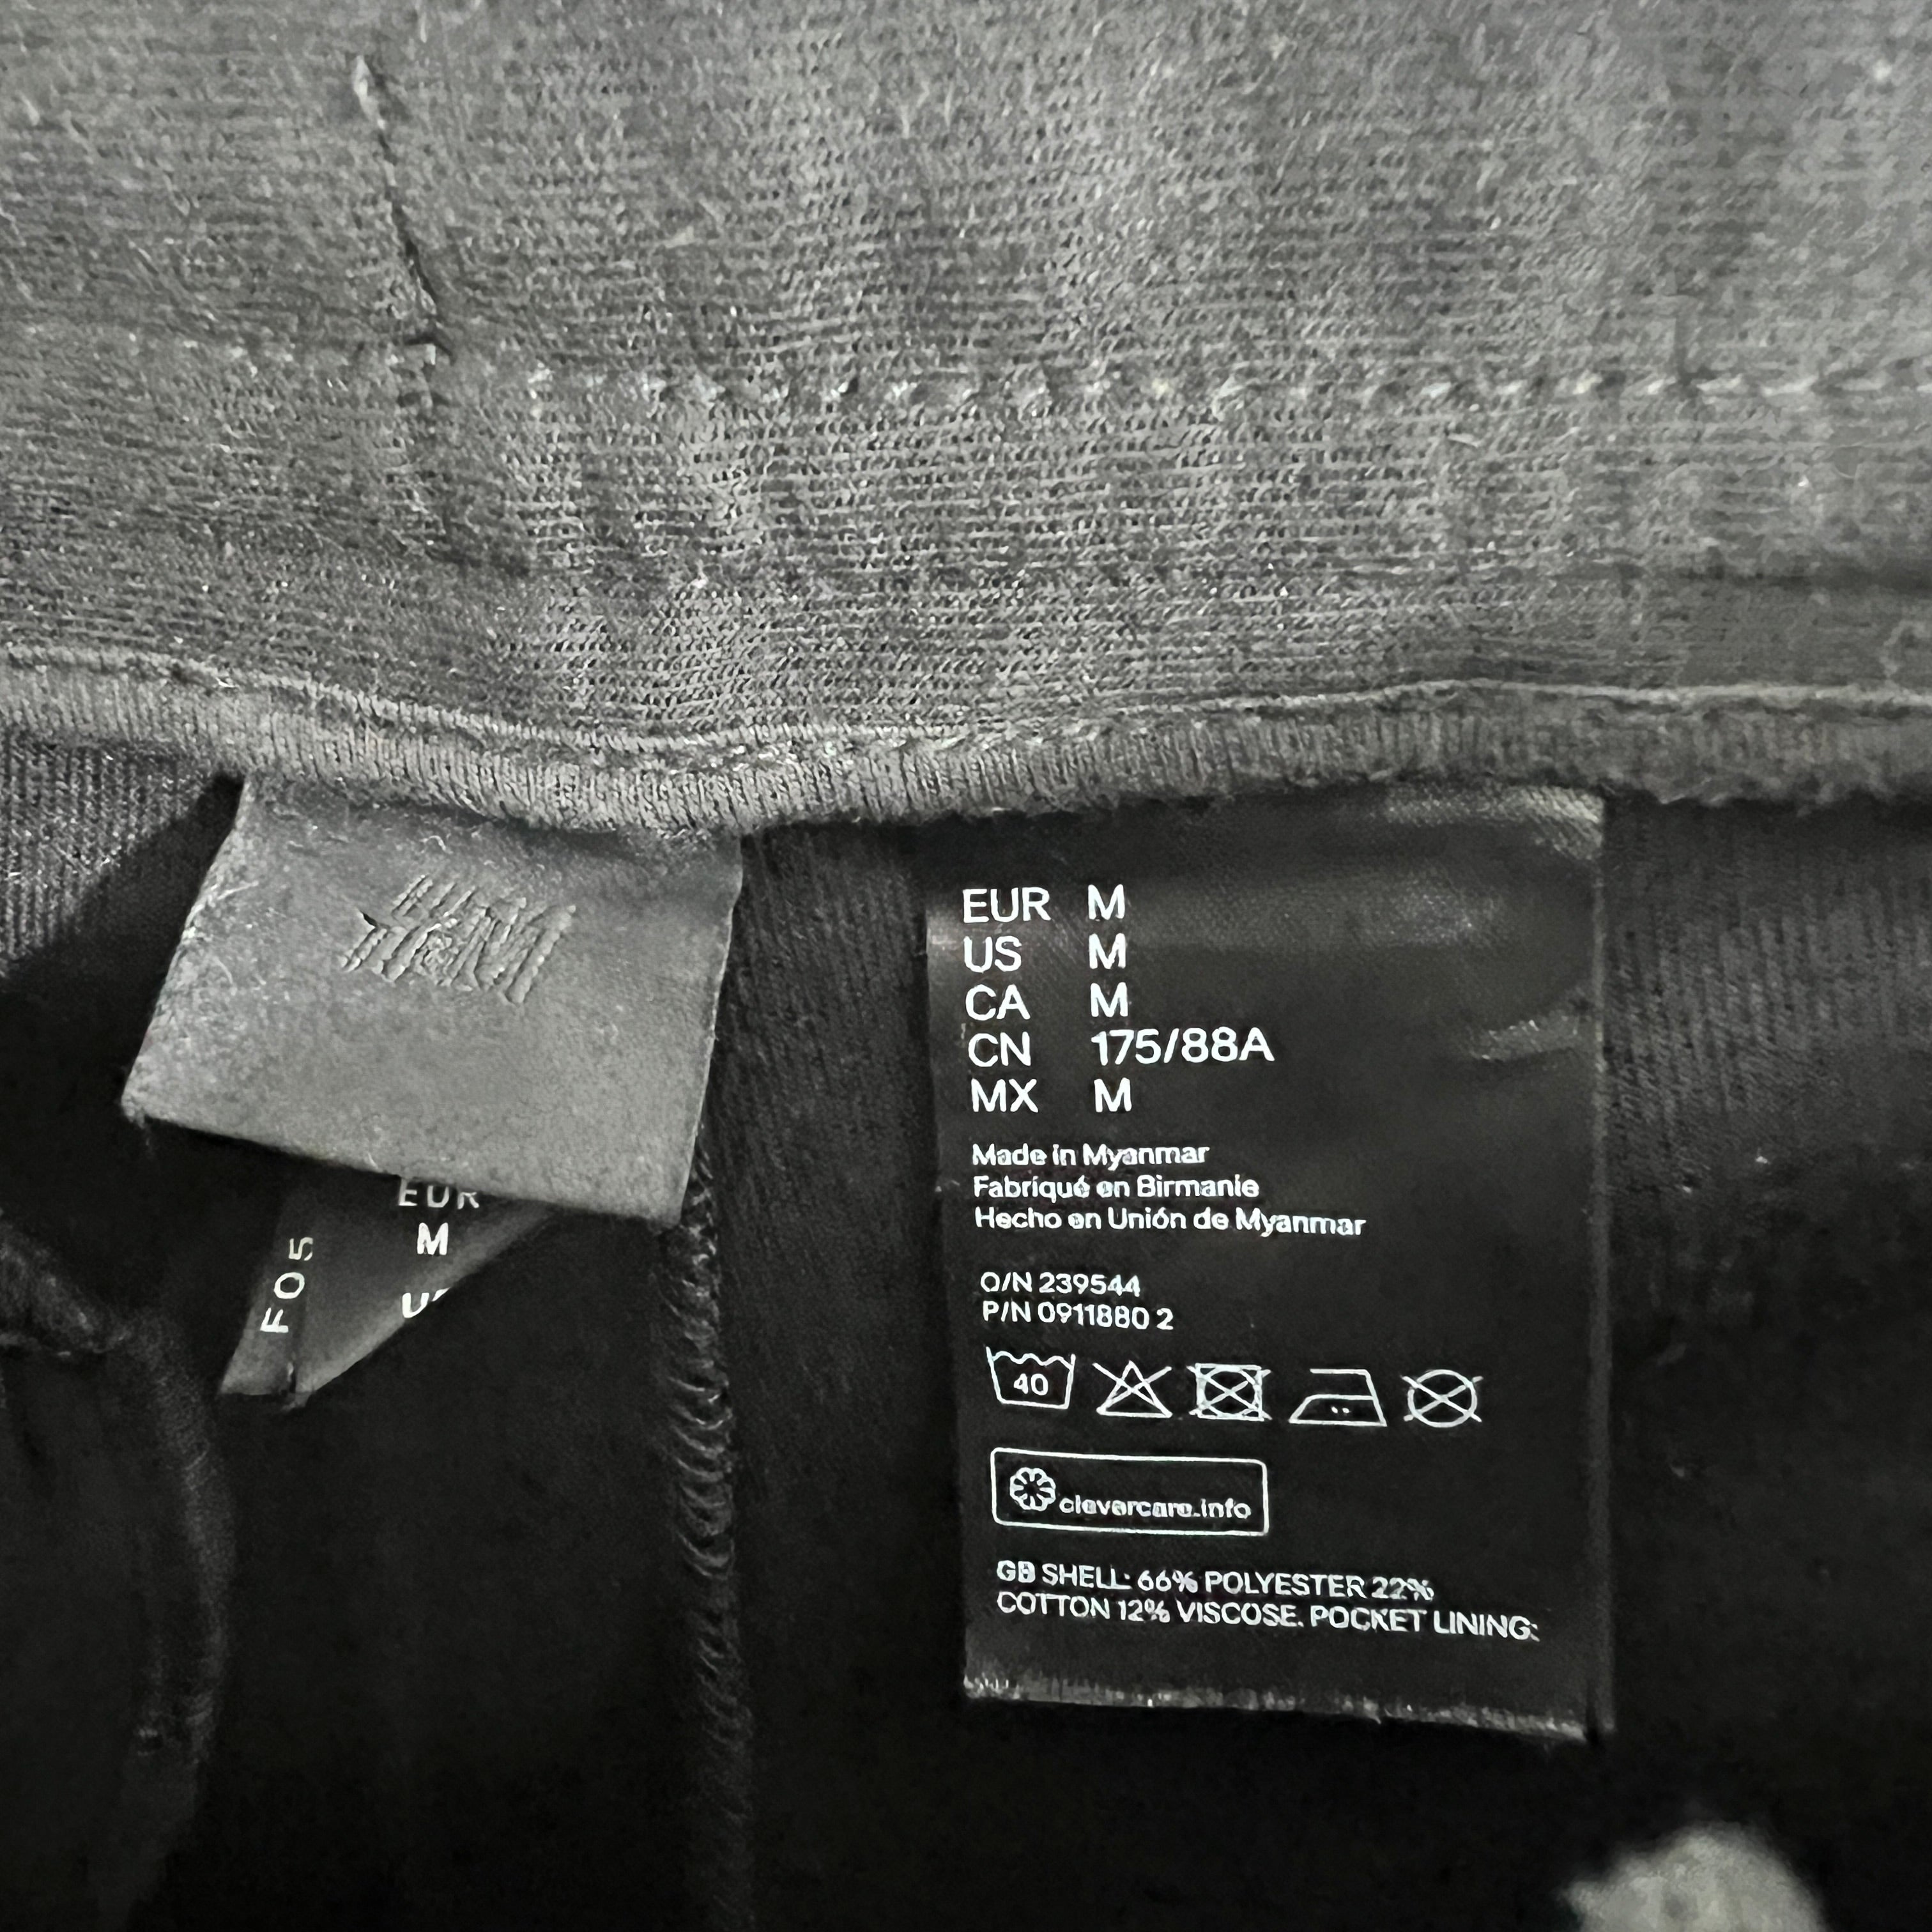 H&M
EUR
M
F05
EUR M
US M
CA M
CN 175/88A
MX M
Made in Myanmar
Fabriqué en Birmanie
Hecho en Unión de Myanmar
O/N 239544
P/N 0911880 2
40
clevercare.info
GB SHELL: 66% POLYESTER 22%
COTTON 12% VISCOSE. POCKET LINING: